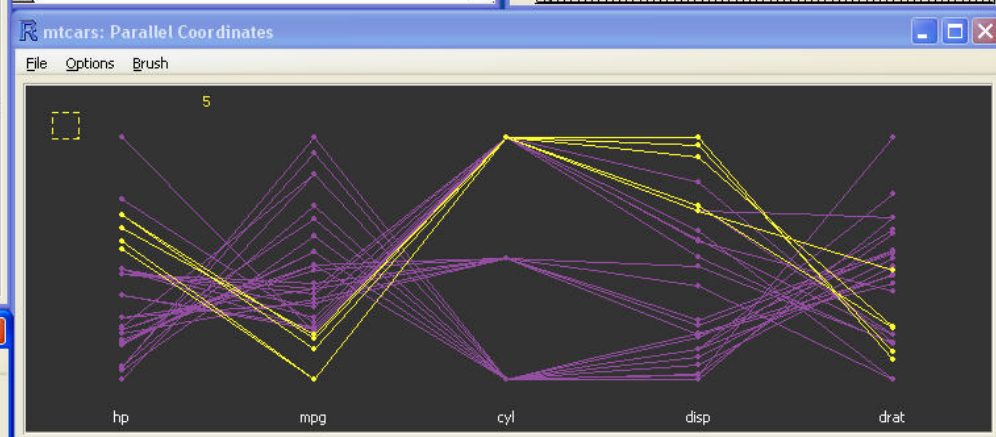 mtcars: Parallel Coordinates
File Options Brush
5
hp mpg cyl disp drat